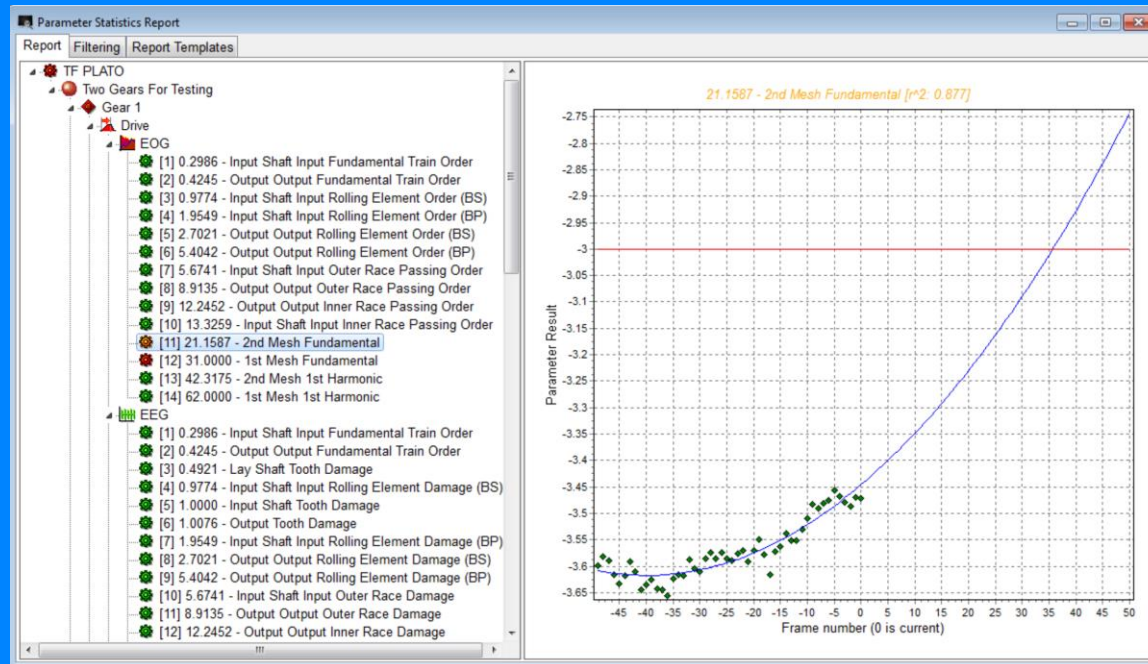 Parameter Statistics Report
Report Filtering Report Templates
TF PLATO
Two Gears For Testing
Gear 1
Drive
EOG
[1] 0.2986 - Input Shaft Input Fundamental Train Order
[2] 0.4245 - Output Output Fundamental Train Order
[3] 0.9774 - Input Shaft Input Rolling Element Order (BS)
[4] 1.9549 - Input Shaft Input Rolling Element Order (BP)
[5] 2.7021 - Output Output Rolling Element Order (BS)
[6] 5.4042 - Output Output Rolling Element Order (BP)
[7] 5.6741 - Input Shaft Input Outer Race Passing Order
[8] 8.9135 - Output Output Outer Race Passing Order
[9] 12.2452 - Output Output Inner Race Passing Order
[10] 13.3259 - Input Shaft Input Inner Race Passing Order
[11] 21.1587 - 2nd Mesh Fundamental
[12] 31.0000 - 1st Mesh Fundamental
[13] 42.3175 - 2nd Mesh 1st Harmonic
[14] 62.0000 - 1st Mesh 1st Harmonic
EEG
[1] 0.2986 - Input Shaft Input Fundamental Train Order
[2] 0.4245 - Output Output Fundamental Train Order
[3] 0.4921 - Lay Shaft Tooth Damage
[4] 0.9774 - Input Shaft Input Rolling Element Damage (BS)
[5] 1.0000 - Input Shaft Tooth Damage
[6] 1.0076 - Output Tooth Damage
[7] 1.9549 - Input Shaft Input Rolling Element Damage (BP)
[8] 2.7021 - Output Output Rolling Element Damage (BS)
[9] 5.4042 - Output Output Rolling Element Damage (BP)
[10] 5.6741 - Input Shaft Input Outer Race Damage
[11] 8.9135 - Output Output Outer Race Damage
[12] 12.2452 - Output Output Inner Race Damage
21.1587 - 2nd Mesh Fundamental [r^2: 0.877]
Parameter Result
-2.75
-2.8
-2.85
-2.9
-2.95
-3
-3.05
-3.1
-3.15
-3.2
-3.25
-3.3
-3.35
-3.4
-3.45
-3.5
-3.55
-3.6
-3.65
-45 -40 -35 -30 -25 -20 -15 -10 -5 0 5 10 15 20 25 30 35 40 45 50
Frame number (0 is current)